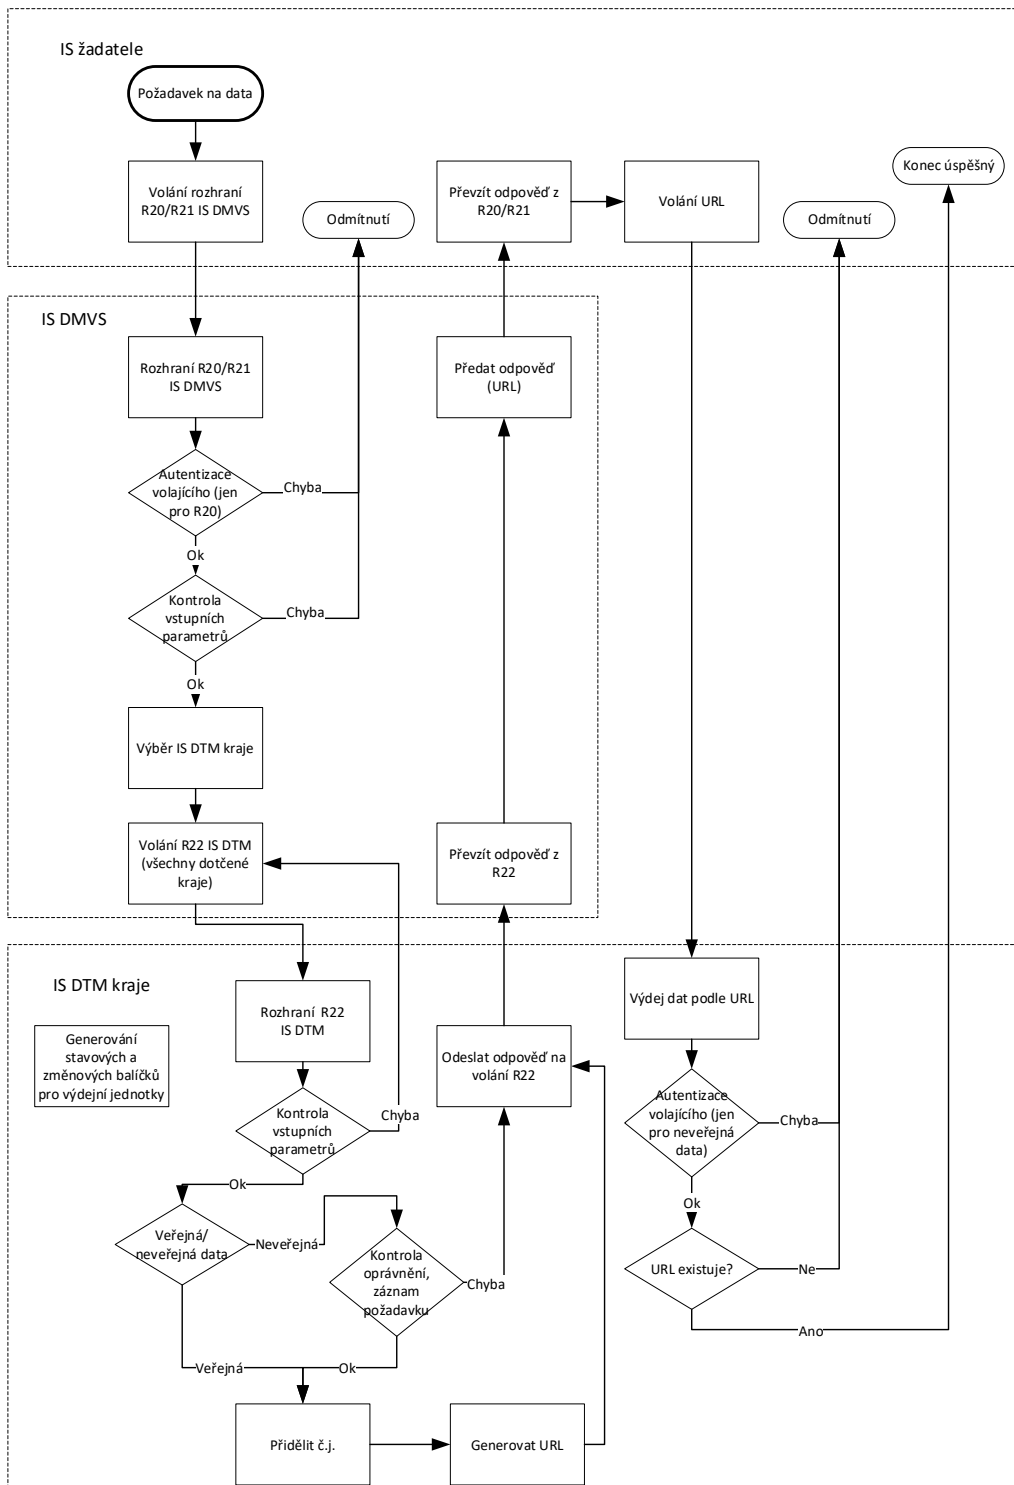 IS žadatele
Požadavek na data
Volání rozhraní
R20/R21 IS DMVS
Odmítnutí
Převzít odpověď z
R20/R21
Volání URL
Odmítnutí
Konec úspěšný
IS DMVS
Rozhraní R20/R21
IS DMVS
Předat odpověď
(URL)
Autentizace
volajícího (jen
pro R20)
Chyba
Ok
Kontrola
vstupních
parametrů
Chyba
Ok
Výběr IS DTM kraje
Volání R22 IS DTM
(všechny dotčené
kraje)
Převzít odpověď z
R22
IS DTM kraje
Generování
stavových a
změnových balíčků
pro výdejní jednotky
Rozhraní R22
IS DTM
Kontrola
vstupních
parametrů
Chyba
Ok
Veřejná/
neveřejná data
Neveřejná
Kontrola
oprávnění,
záznam
požadavku
Chyba
Veřejná
Ok
Přidělit č.j.
Generovat URL
Odeslat odpověď na
volání R22
Výdej dat podle URL
Autentizace
volajícího (jen
pro neveřejná
data)
Chyba
Ok
URL existuje?
Ne
Ano